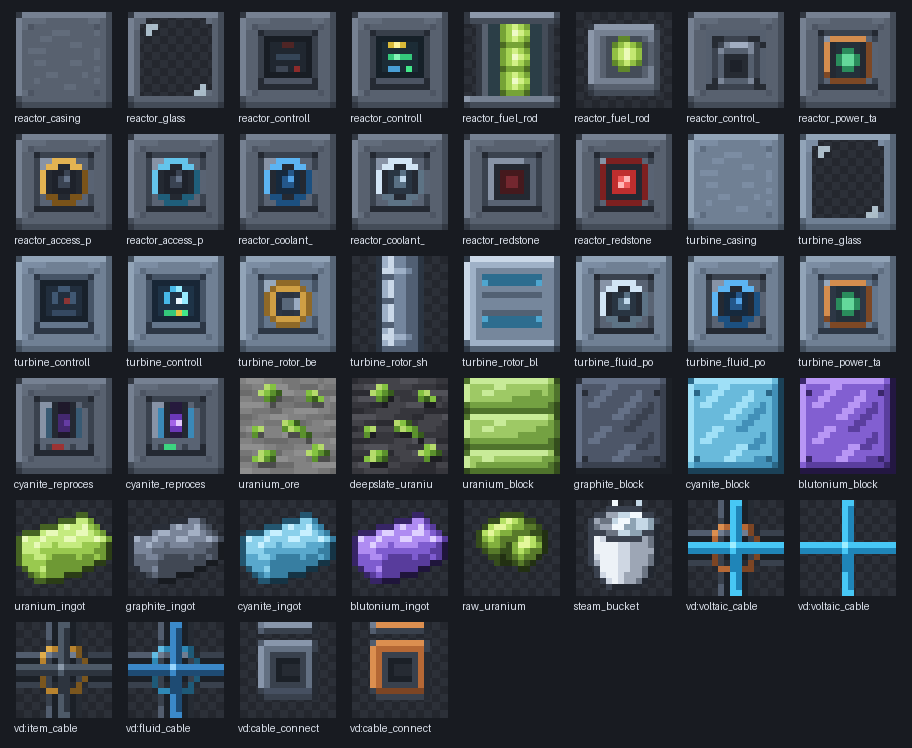 reactor_casing reactor_glass reactor_controll reactor_controll reactor_fuel_rod reactor_fuel_rod reactor_control_ reactor_power_ta
reactor_access_p reactor_access_p reactor_coolant_ reactor_coolant_ reactor_redstone reactor_redstone turbine_casing turbine_glass
turbine_controll turbine_controll turbine_rotor_be turbine_rotor_sh turbine_rotor_bl turbine_fluid_po turbine_fluid_po turbine_power_ta
cyanite_reproces cyanite_reproces uranium_ore deepslate_uraniu uranium_block graphite_block cyanite_block blutonium_block
uranium_ingot graphite_ingot cyanite_ingot blutonium_ingot raw_uranium steam_bucket vd:voltaic_cable vd:voltaic_cable
vd:item_cable vd:fluid_cable vd:cable_connect vd:cable_connect